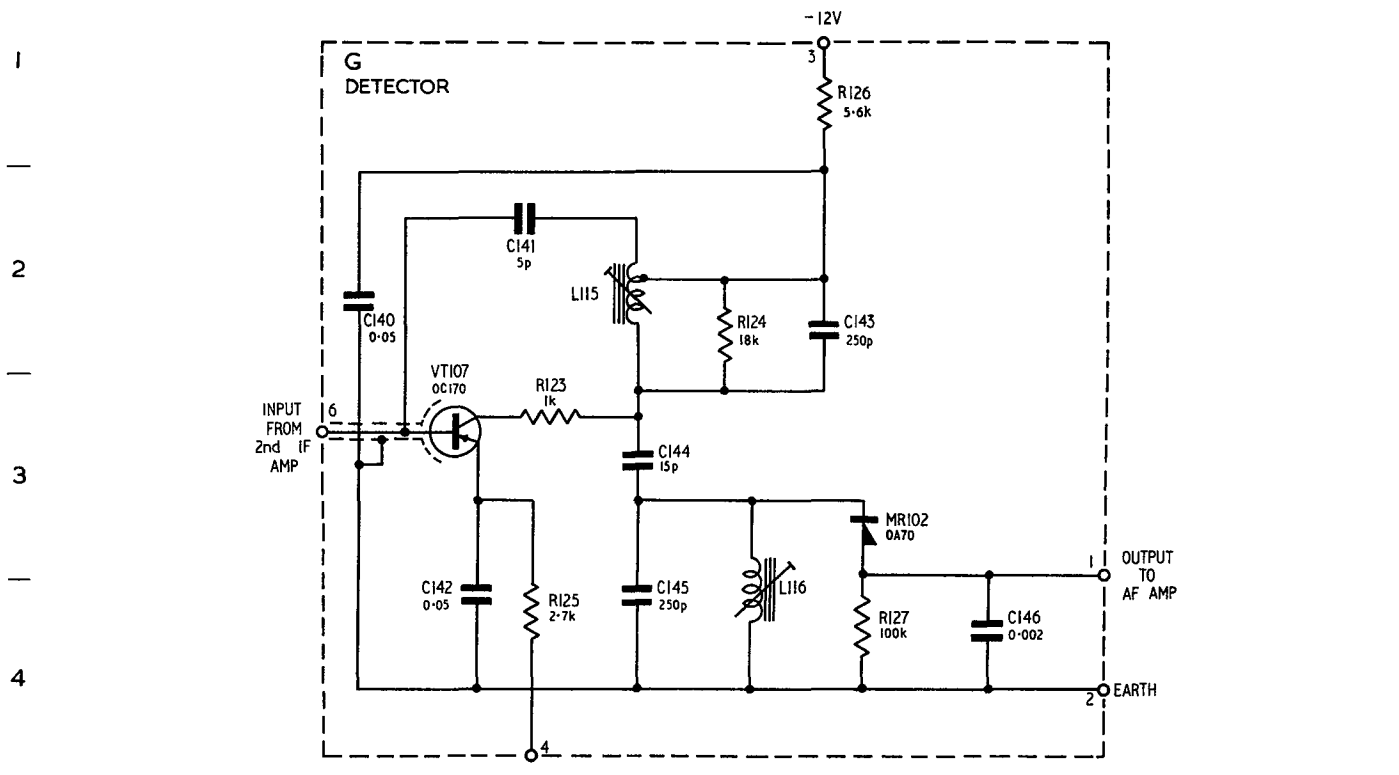 -12V
1
3
G
DETECTOR
R126
5·6k
C141
5p
2
L115
C140
0·05
R124
18k
C143
250p
VT107
OC170
R123
1k
INPUT
FROM
2nd IF
AMP
6
C144
15p
3
MR102
OA70
1
OUTPUT
TO
AF AMP
C142
0·05
R125
2·7k
C145
250p
L116
R127
100k
C146
0·002
4
2
EARTH
4